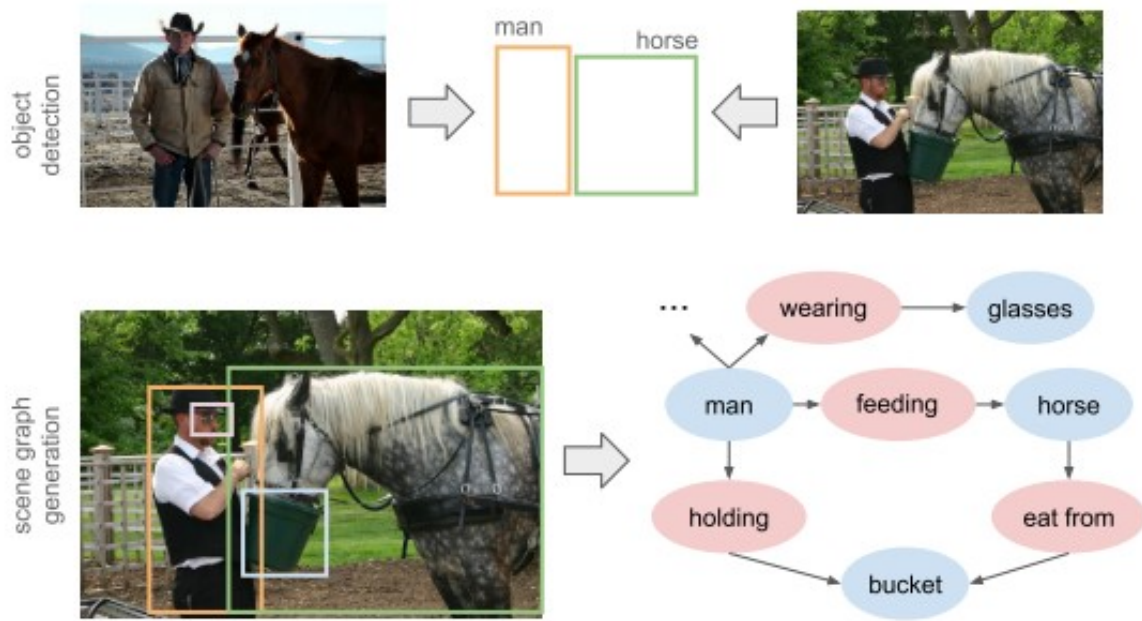 object
detection
man
horse
scene graph
generation
...
wearing
glasses
man
feeding
horse
holding
eat from
bucket